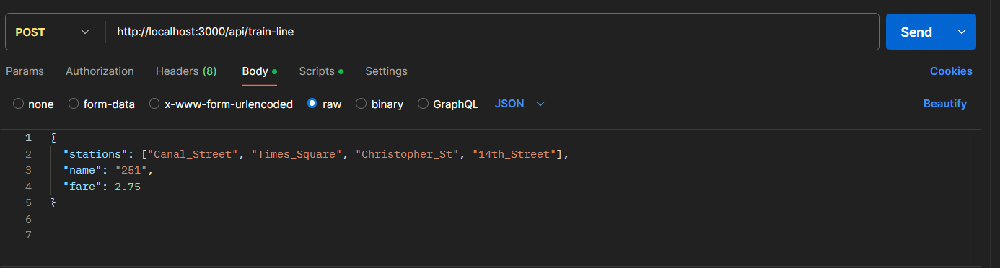 POST http://localhost:3000/api/train-line Send
Params Authorization Headers (8) Body Scripts Settings Cookies
none form-data x-www-form-urlencoded raw binary GraphQL JSON Beautify
1 {
2 "stations": ["Canal_Street", "Times_Square", "Christopher_St", "14th_Street"],
3 "name": "251",
4 "fare": 2.75
5 }
6
7